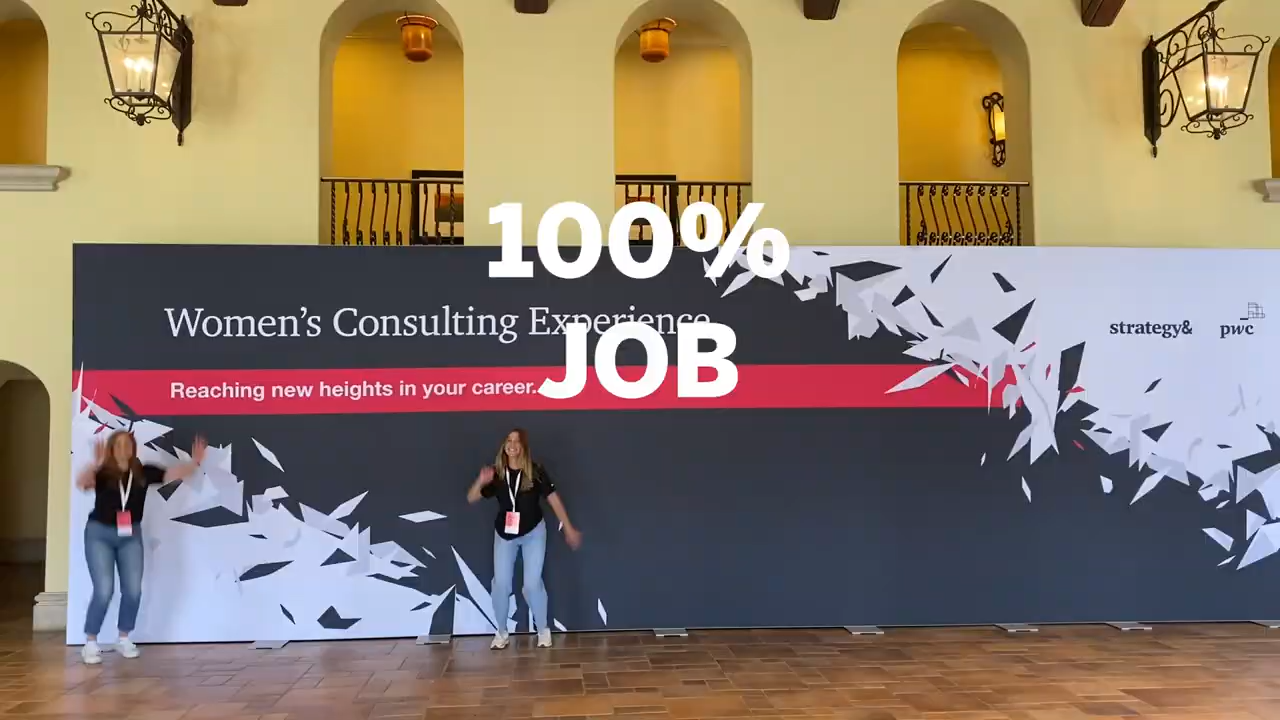 100%
JOB
Women's Consulting Experience
Reaching new heights in your career.
strategy&
pwc